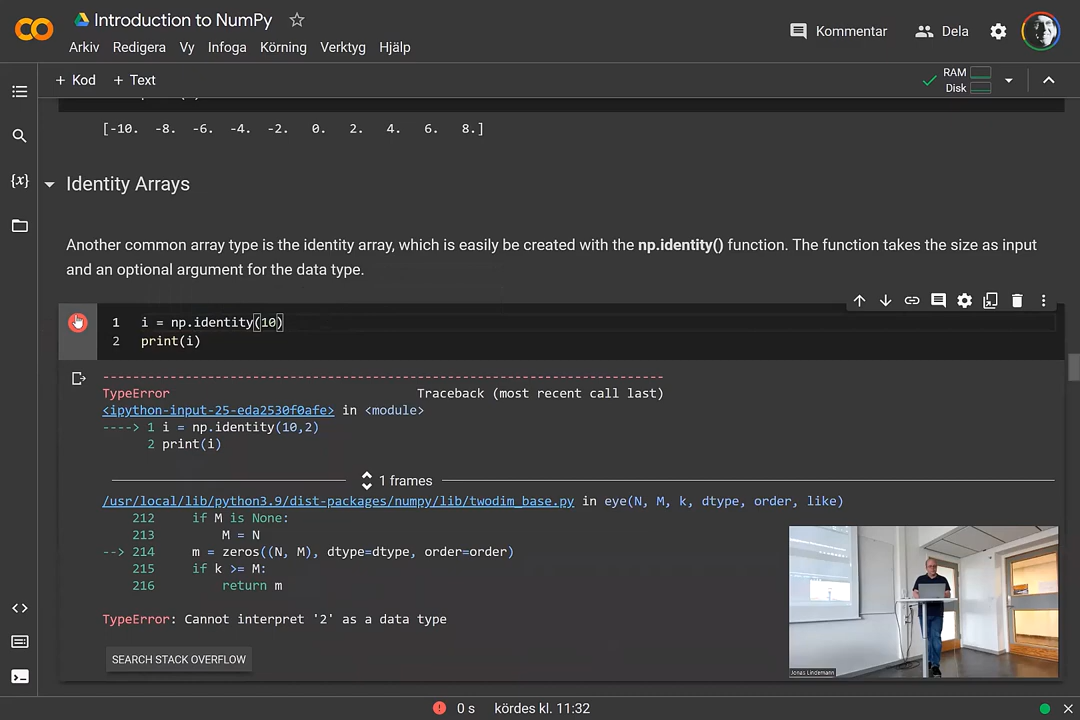 Introduction to NumPy
Arkiv Redigera Vy Infoga Körning Verktyg Hjälp
Kommentar
Dela
+ Kod + Text
RAM
Disk
[-10. -8. -6. -4. -2. 0. 2. 4. 6. 8.]
Identity Arrays
Another common array type is the identity array, which is easily be created with the np.identity() function. The function takes the size as input
and an optional argument for the data type.
1 i = np.identity(10)
2 print(i)
---------------------------------------------------------------------------
TypeError Traceback (most recent call last)
<ipython-input-25-eda2530f0afe> in <module>
----> 1 i = np.identity(10,2)
2 print(i)
1 frames
/usr/local/lib/python3.9/dist-packages/numpy/lib/twodim_base.py in eye(N, M, k, dtype, order, like)
212 if M is None:
213 M = N
--> 214 m = zeros((N, M), dtype=dtype, order=order)
215 if k >= M:
216 return m
TypeError: Cannot interpret '2' as a data type
SEARCH STACK OVERFLOW
Jonas Lindemann
0 s kördes kl. 11:32